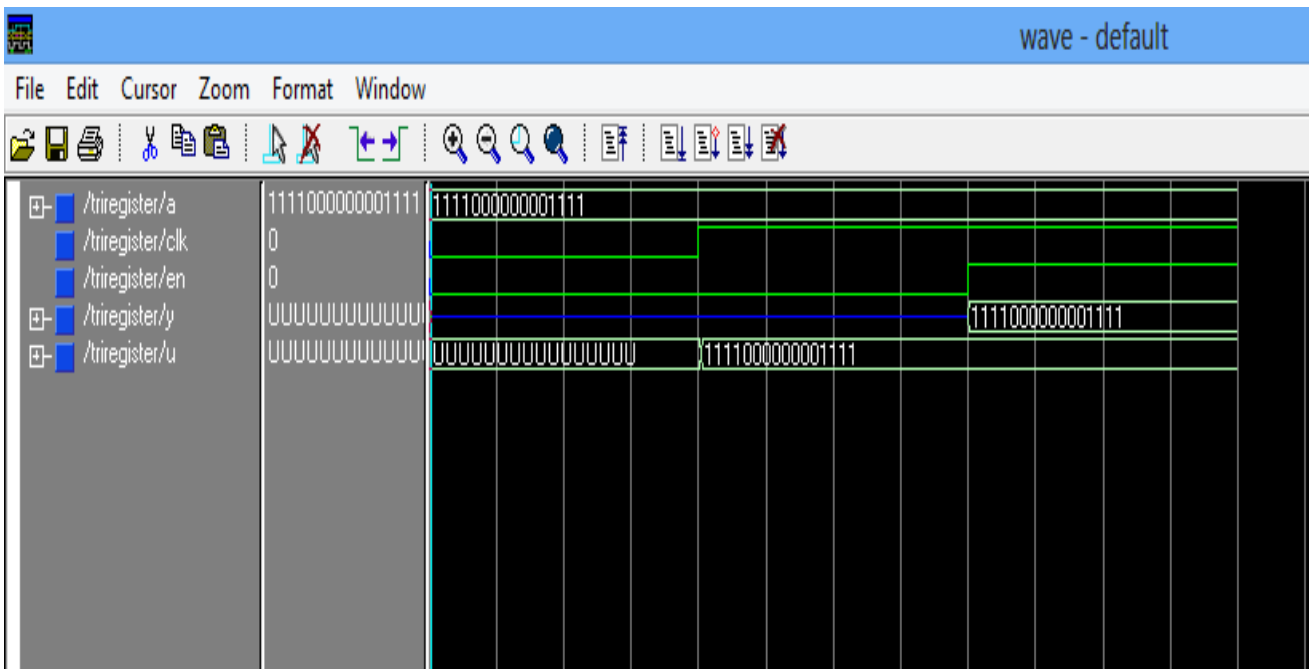 wave - default
File Edit Cursor Zoom Format Window
/triregister/a 1111000000001111 1111000000001111
/triregister/clk 0
/triregister/en 0
/triregister/y UUUUUUUUUUUUU 1111000000001111
/triregister/u UUUUUUUUUUUUU UUUUUUUUUUUUUUUU 1111000000001111